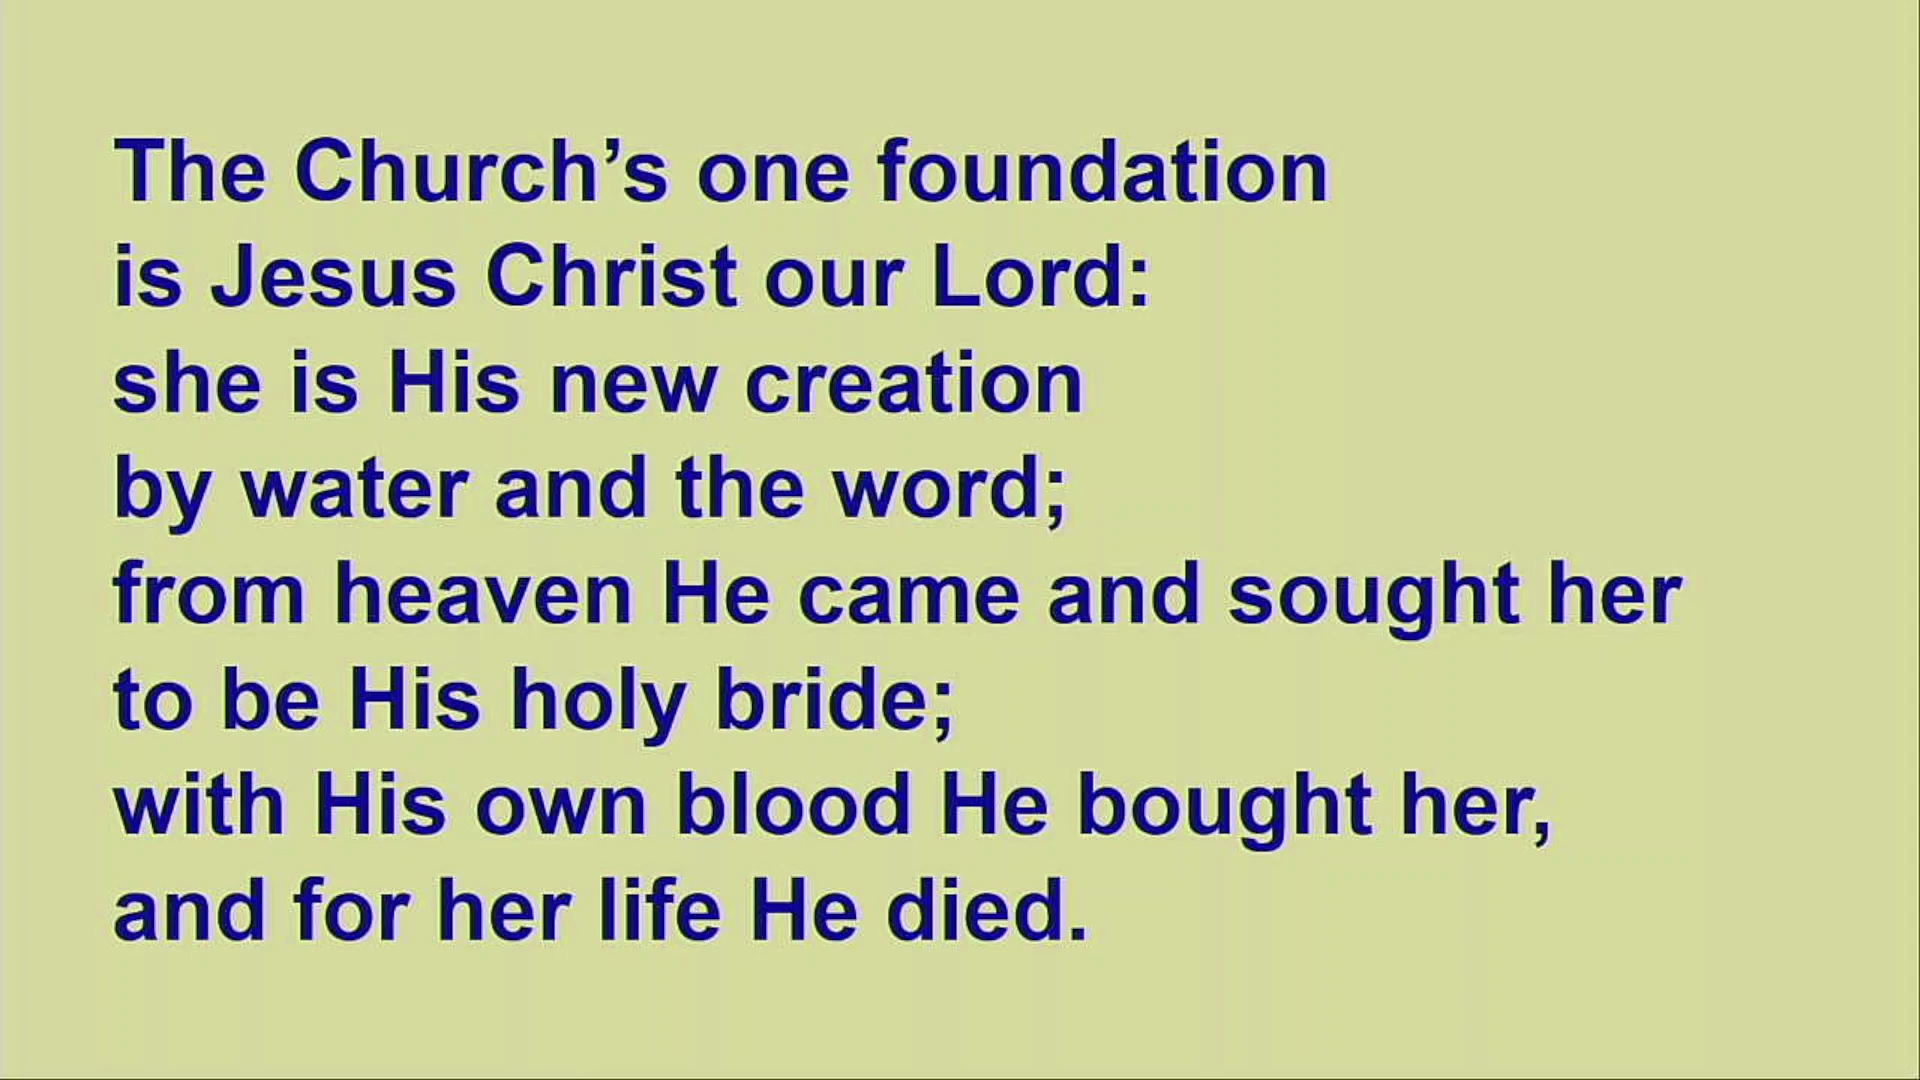 The Church’s one foundation
is Jesus Christ our Lord:
she is His new creation
by water and the word;
from heaven He came and sought her
to be His holy bride;
with His own blood He bought her,
and for her life He died.